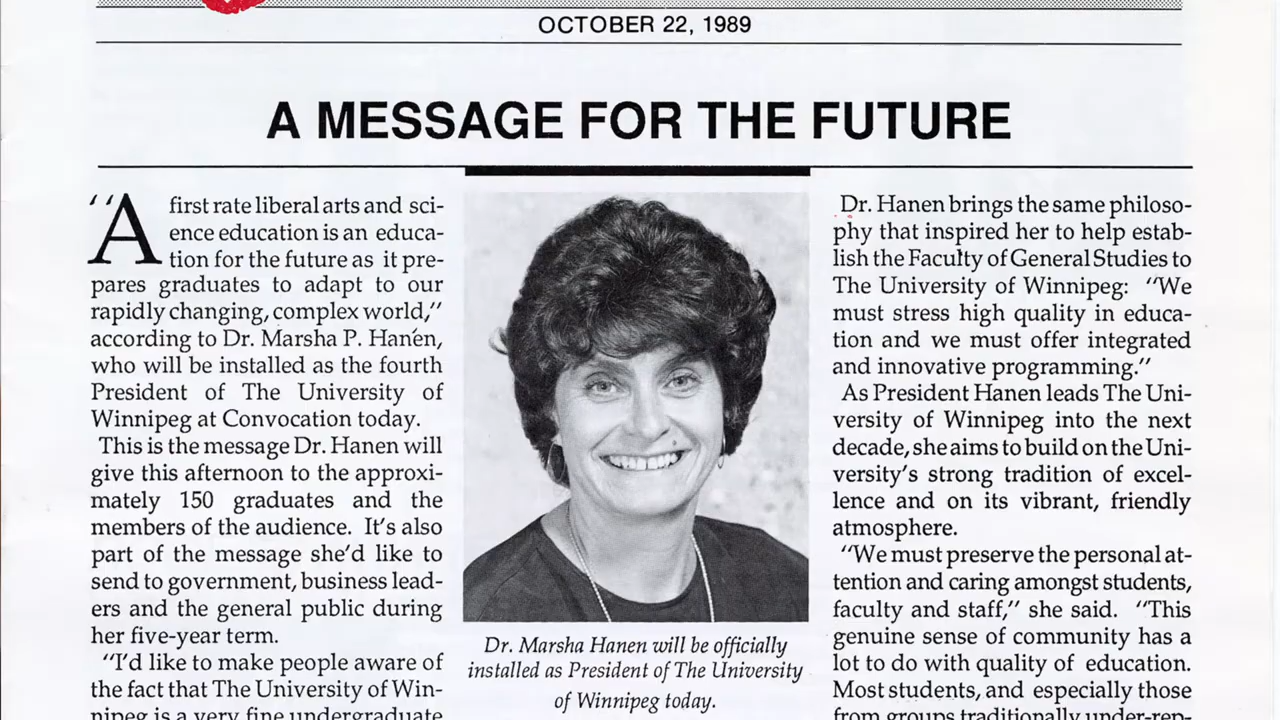 OCTOBER 22, 1989
A MESSAGE FOR THE FUTURE
“A first rate liberal arts and sci-
ence education is an educa-
tion for the future as it pre-
pares graduates to adapt to our
rapidly changing, complex world,”
according to Dr. Marsha P. Hanen,
who will be installed as the fourth
President of The University of
Winnipeg at Convocation today.
This is the message Dr. Hanen will
give this afternoon to the approxi-
mately 150 graduates and the
members of the audience. It’s also
part of the message she’d like to
send to government, business lead-
ers and the general public during
her five-year term.
“I’d like to make people aware of
the fact that The University of Win-
nipeg is a very fine undergraduate
Dr. Marsha Hanen will be officially
installed as President of The University
of Winnipeg today.
Dr. Hanen brings the same philoso-
phy that inspired her to help estab-
lish the Faculty of General Studies to
The University of Winnipeg: “We
must stress high quality in educa-
tion and we must offer integrated
and innovative programming.”
As President Hanen leads The Uni-
versity of Winnipeg into the next
decade, she aims to build on the Uni-
versity’s strong tradition of excel-
lence and on its vibrant, friendly
atmosphere.
“We must preserve the personal at-
tention and caring amongst students,
faculty and staff,” she said. “This
genuine sense of community has a
lot to do with quality of education.
Most students, and especially those
from groups traditionally under-rep-